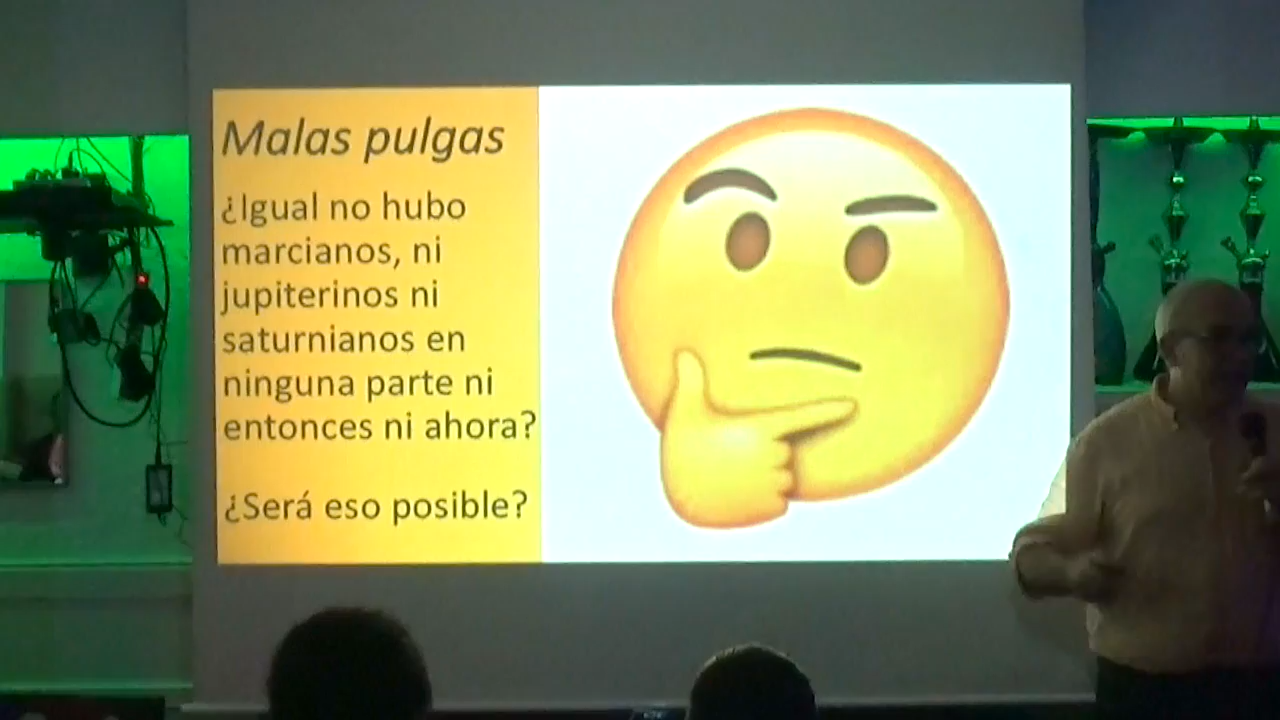 Malas pulgas
¿Igual no hubo
marcianos, ni
jupiterinos ni
saturnianos en
ninguna parte ni
entonces ni ahora?
¿Será eso posible?